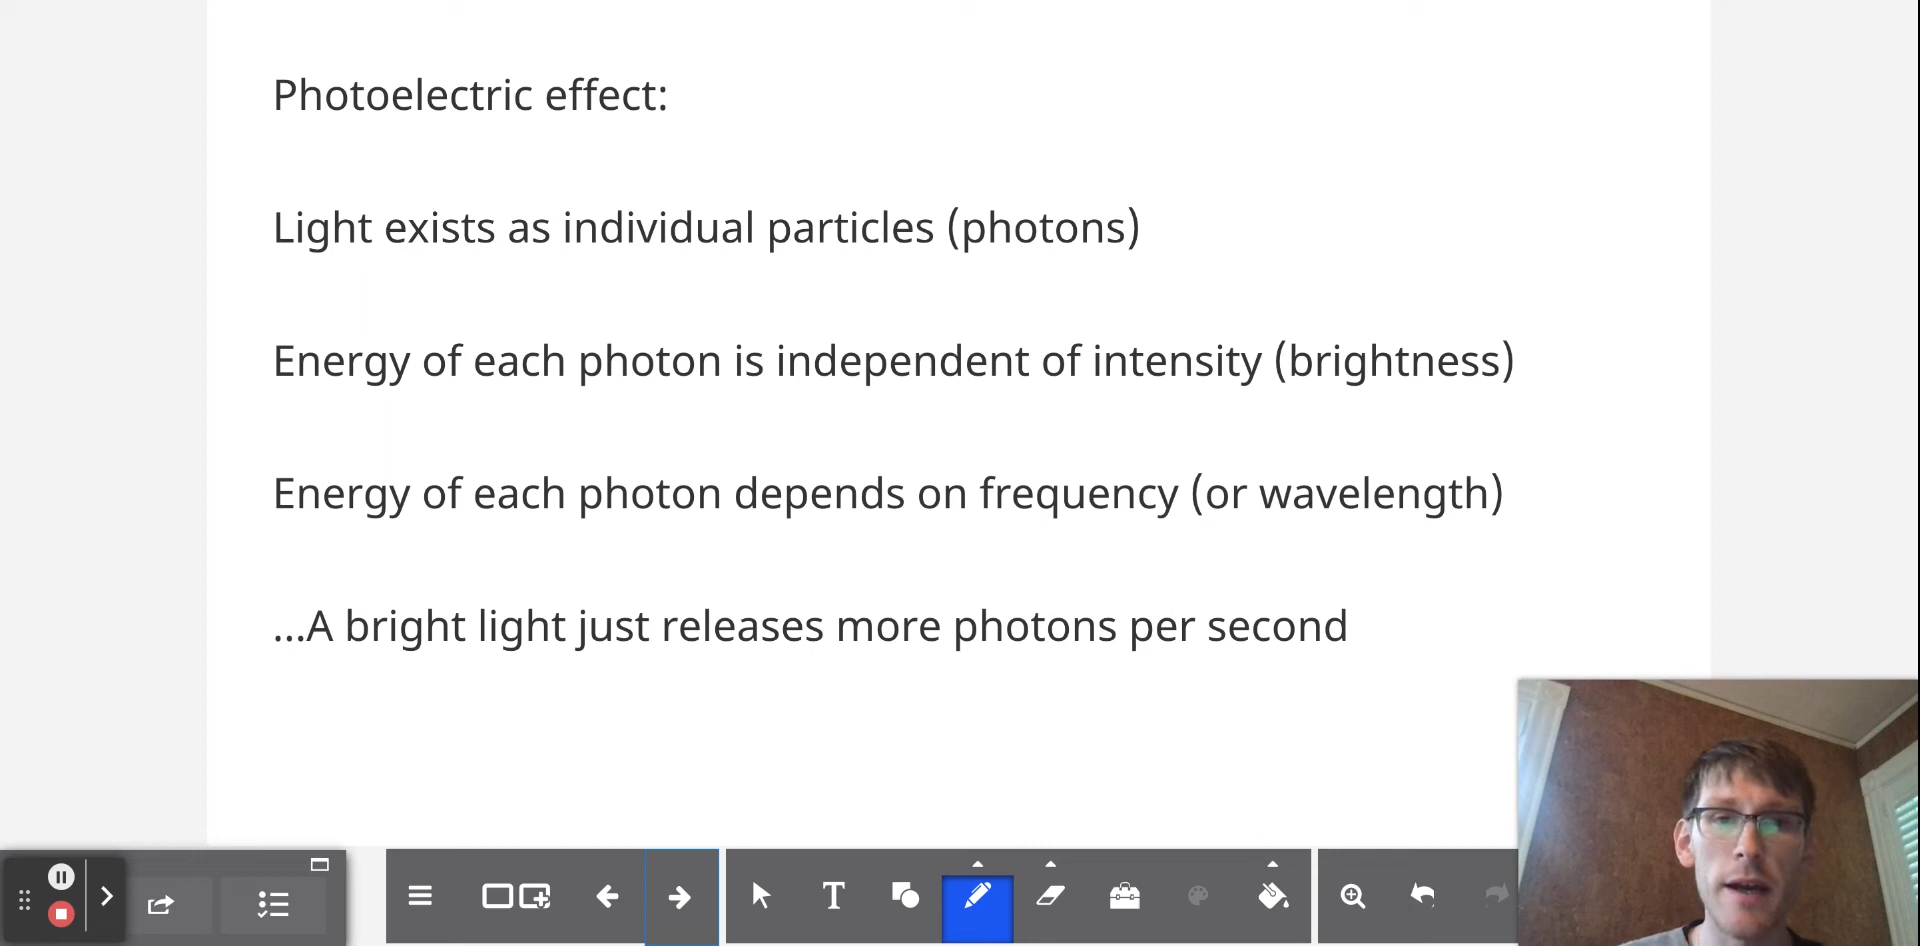 Photoelectric effect:
Light exists as individual particles (photons)
Energy of each photon is independent of intensity (brightness)
Energy of each photon depends on frequency (or wavelength)
...A bright light just releases more photons per second
T